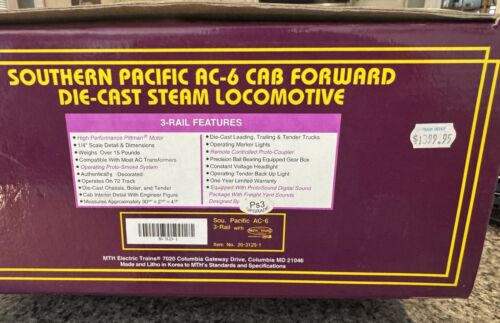 SOUTHERN PACIFIC AC-6 CAB FORWARD
DIE-CAST STEAM LOCOMOTIVE
TRAIN DEPOT
$1399.95
3-RAIL FEATURES
• High Performance Pittman® Motor
• 1/4" Scale Detail & Dimensions
• Weighs Over 15 Pounds
• Compatible With Most AC Transformers
• Operating Proto-Smoke System
• Authentically Decorated
• Operates On 72 Track
• Die-Cast Chassis, Boiler, and Tender
• Cab Interior Detail With Engineer Figure
• Measures Approximately
• Die-Cast Leading, Trailing & Tender Trucks
• Operating Marker Lights
• Remote Controlled Proto-Coupler
• Precision Ball Bearing Equipped Gear Box
• Constant Voltage Headlight
• Operating Tender Back Up Light
• One Year Limited Warranty
• Equipped With ProtoSound Digital Sound
Package With Freight Yard Sounds
Designed By
Ps3
UPGRADE
Sou. Pacific AC-6
3-Rail with
Item No. 20-3125-1
MTH Electric Trains® 7020 Columbia Gateway Drive, Columbia MD 21046
Made and Litho in Korea to MTH's Standards and Specifications